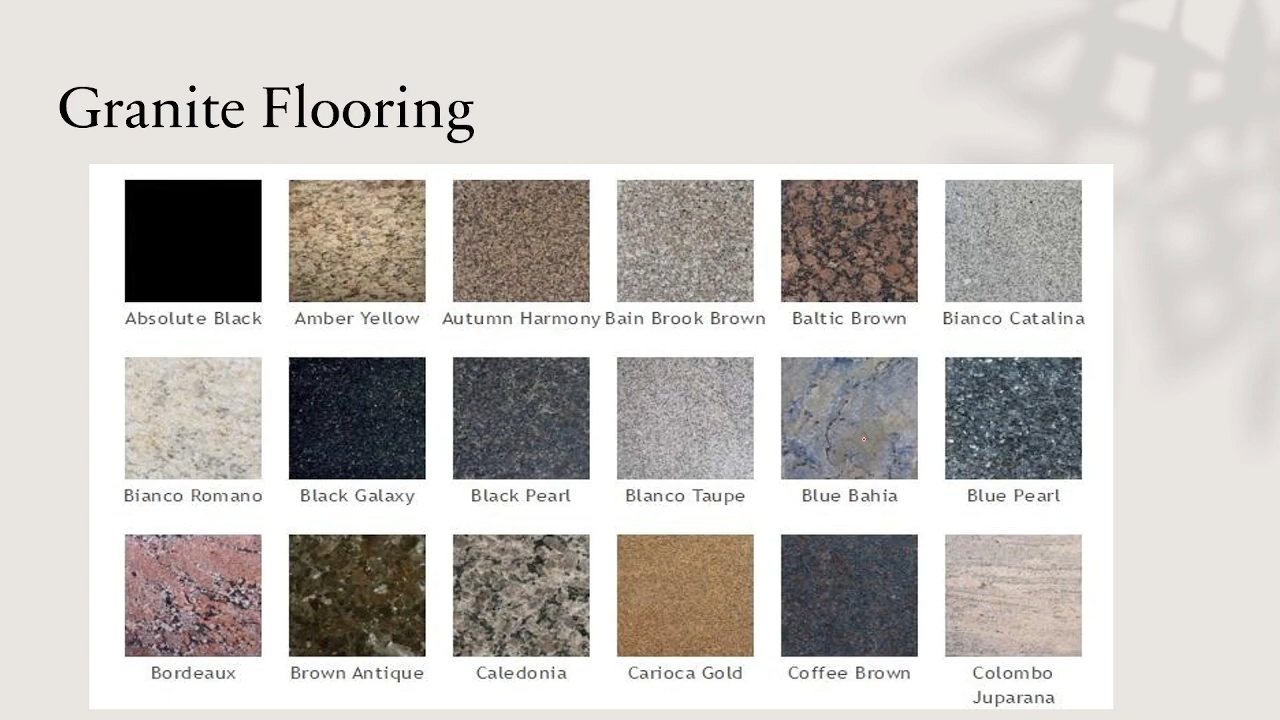 Granite Flooring
Absolute Black
Amber Yellow
Autumn Harmony
Bain Brook Brown
Baltic Brown
Bianco Catalina
Bianco Romano
Black Galaxy
Black Pearl
Blanco Taupe
Blue Bahia
Blue Pearl
Bordeaux
Brown Antique
Caledonia
Carioca Gold
Coffee Brown
Colombo
Juparana